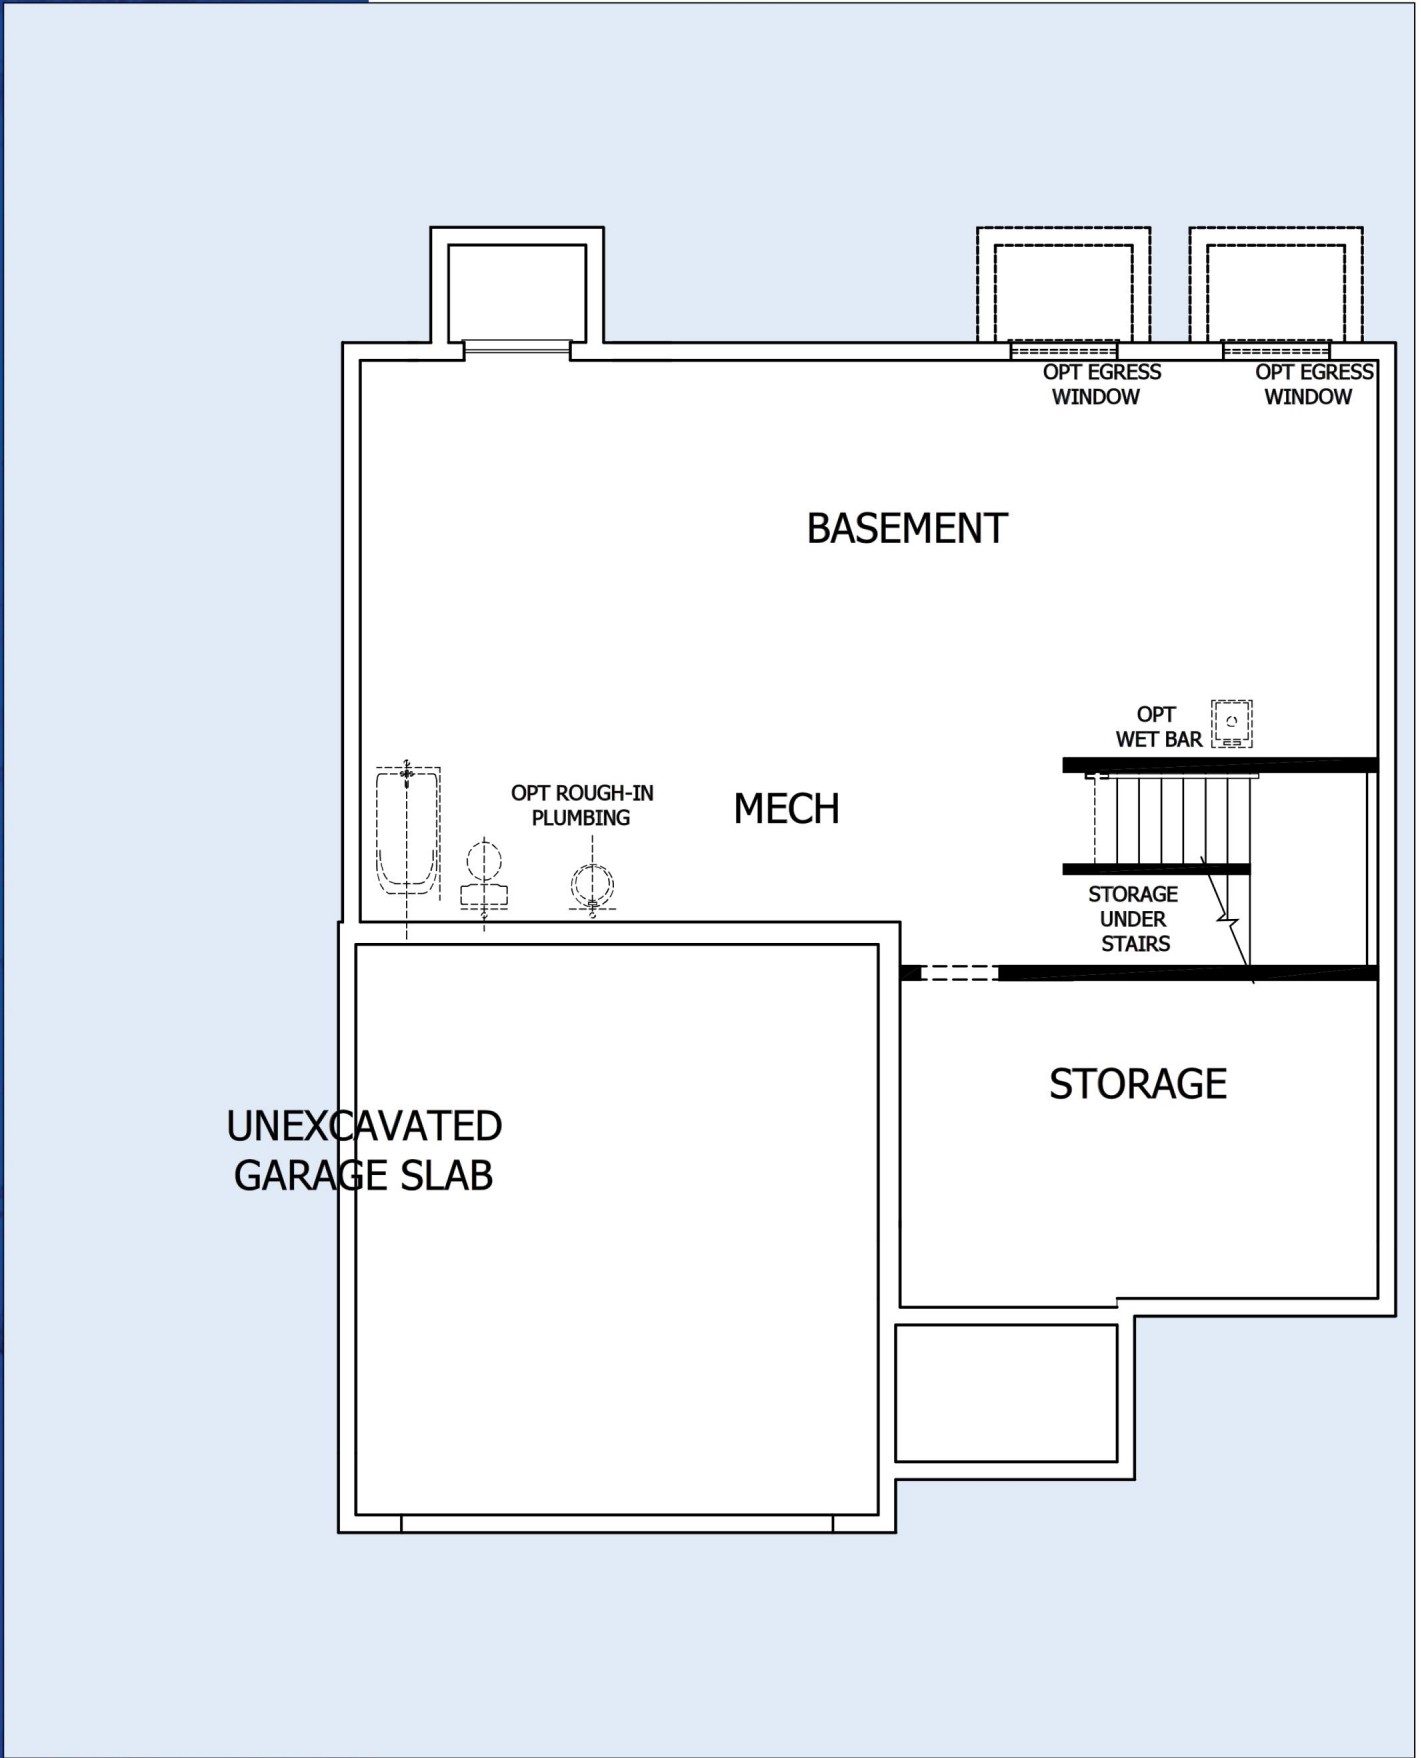 OPT EGRESS
WINDOW
OPT EGRESS
WINDOW
BASEMENT
OPT
WET BAR
OPT ROUGH-IN
PLUMBING
MECH
STORAGE
UNDER
STAIRS
STORAGE
UNEXCAVATED
GARAGE SLAB